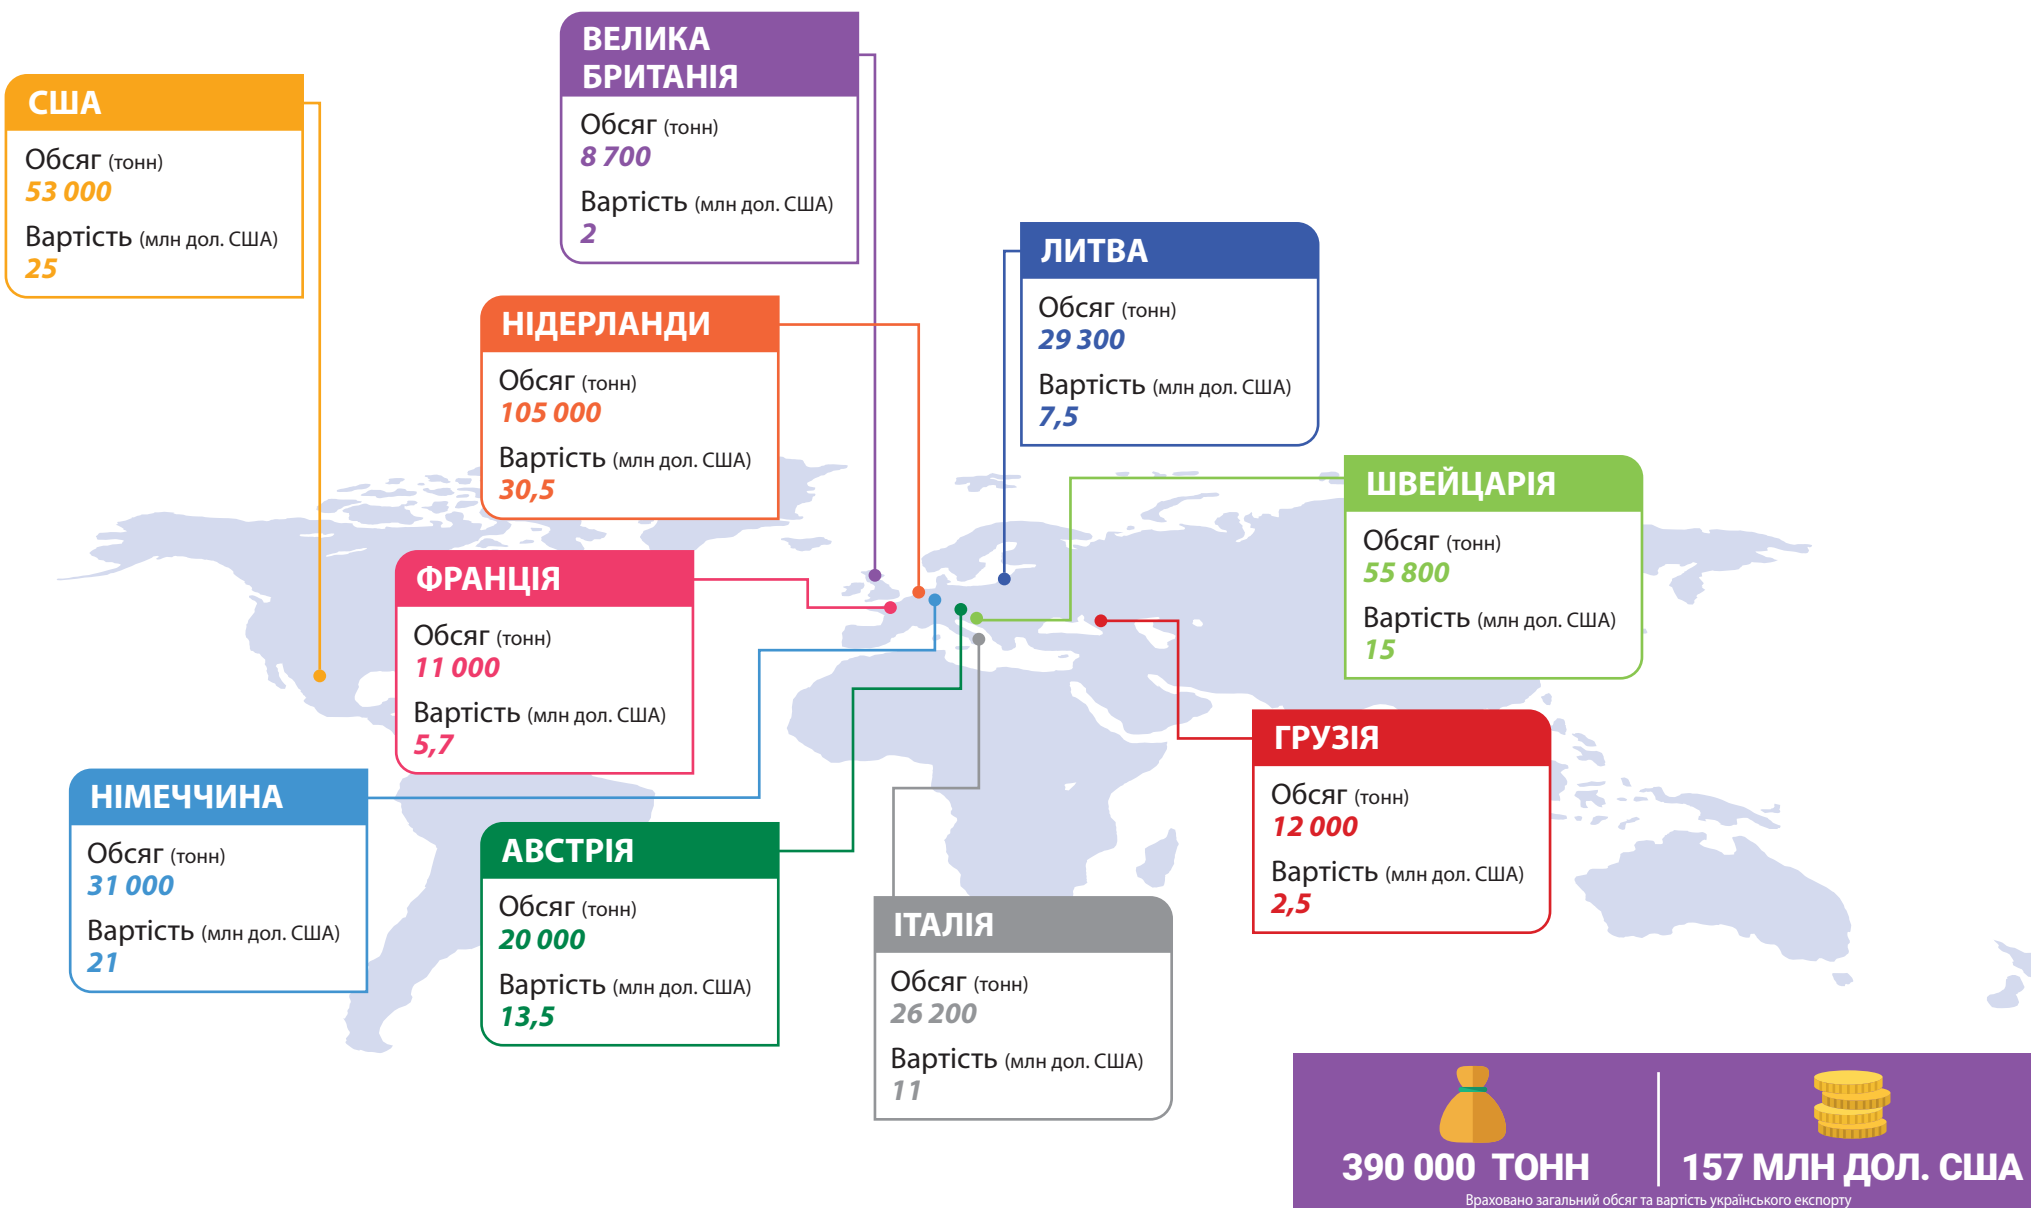 ВЕЛИКА
БРИТАНІЯ
Обсяг (тонн)
8 700
Вартість (млн дол. США)
2
США
Обсяг (тонн)
53 000
Вартість (млн дол. США)
25
ЛИТВА
Обсяг (тонн)
29 300
Вартість (млн дол. США)
7,5
НІДЕРЛАНДИ
Обсяг (тонн)
105 000
Вартість (млн дол. США)
30,5
ШВЕЙЦАРІЯ
Обсяг (тонн)
55 800
Вартість (млн дол. США)
15
ФРАНЦІЯ
Обсяг (тонн)
11 000
Вартість (млн дол. США)
5,7
ГРУЗІЯ
Обсяг (тонн)
12 000
Вартість (млн дол. США)
2,5
НІМЕЧЧИНА
Обсяг (тонн)
31 000
Вартість (млн дол. США)
21
АВСТРІЯ
Обсяг (тонн)
20 000
Вартість (млн дол. США)
13,5
ІТАЛІЯ
Обсяг (тонн)
26 200
Вартість (млн дол. США)
11
390 000 ТОНН
157 МЛН ДОЛ. США
Враховано загальний обсяг та вартість українського експорту